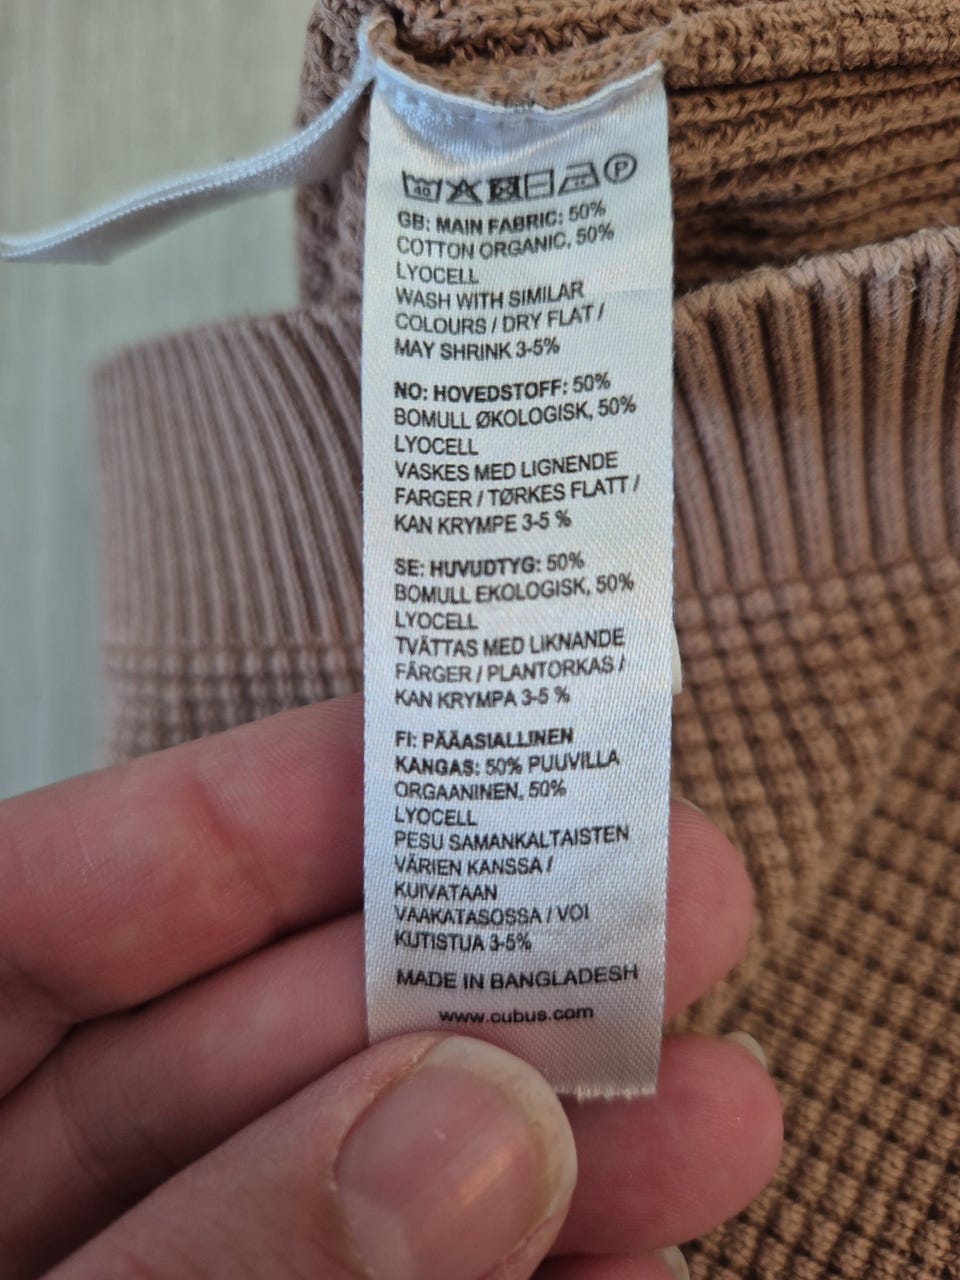 40 P
GB: MAIN FABRIC: 50%
COTTON ORGANIC, 50%
LYOCELL
WASH WITH SIMILAR
COLOURS / DRY FLAT /
MAY SHRINK 3-5%
NO: HOVEDSTOFF: 50%
BOMULL ØKOLOGISK, 50%
LYOCELL
VASKES MED LIGNENDE
FARGER / TØRKES FLATT /
KAN KRYMPE 3-5 %
SE: HUVUDTYG: 50%
BOMULL EKOLOGISK, 50%
LYOCELL
TVÄTTAS MED LIKNANDE
FÄRGER / PLANTORKAS /
KAN KRYMPA 3-5 %
FI: PÄÄASIALLINEN
KANGAS: 50% PUUVILLA
ORGAANINEN, 50%
LYOCELL
PESU SAMANKALTAISTEN
VÄRIEN KANSSA /
KUIVATAAN
VAAKATASOSSA / VOI
KUTISTUA 3-5%
MADE IN BANGLADESH
www.cubus.com